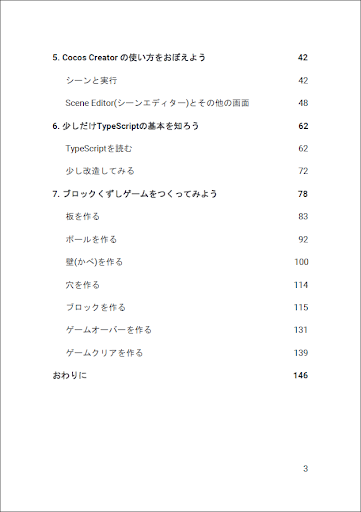 5. Cocos Creator の使い方をおぼえよう 42
シーンと実行 42
Scene Editor(シーンエディター)とその他の画面 48
6. 少しだけTypeScriptの基本を知ろう 62
TypeScriptを読む 62
少し改造してみる 72
7. ブロックくずしゲームをつくってみよう 78
板を作る 83
ボールを作る 92
壁(かべ)を作る 100
穴を作る 114
ブロックを作る 115
ゲームオーバーを作る 131
ゲームクリアを作る 139
おわりに 146
3